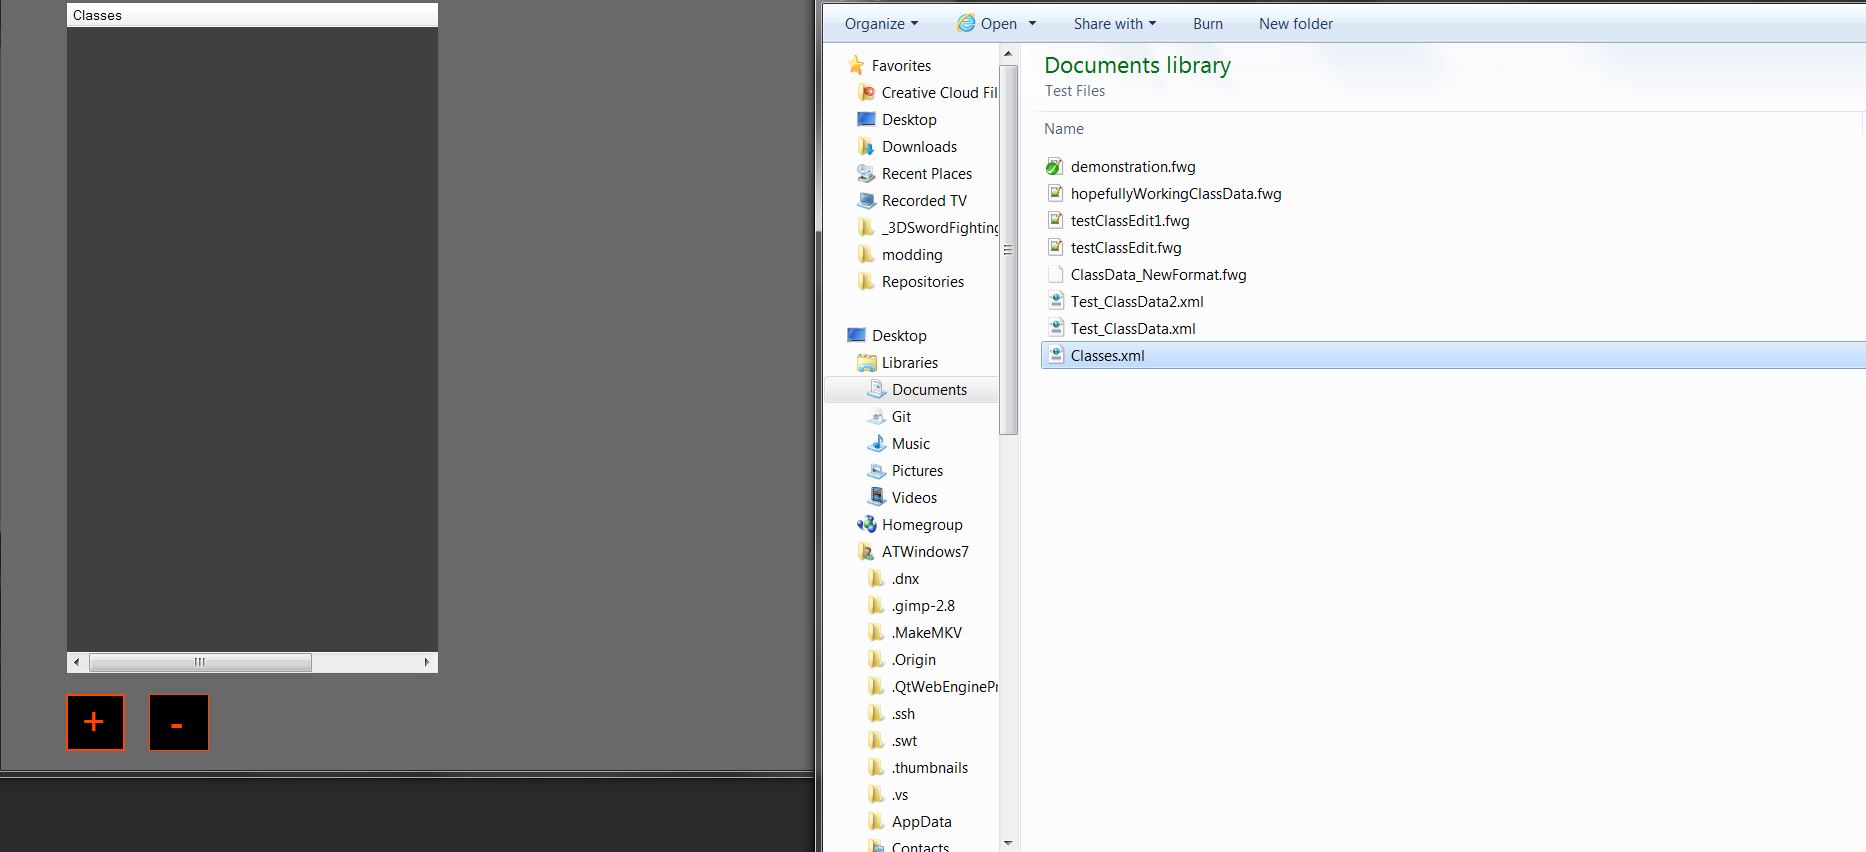 Classes
+
-
Organize
Open
Share with
Burn
New folder
Favorites
Creative Cloud Fil
Desktop
Downloads
Recent Places
Recorded TV
_3DSwordFighting
modding
Repositories
Desktop
Libraries
Documents
Git
Music
Pictures
Videos
Homegroup
ATWindows7
.dnx
.gimp-2.8
.MakeMKV
.Origin
.QtWebEnginePr
.ssh
.swt
.thumbnails
.vs
AppData
Contacts
Documents library
Test Files
Name
demonstration.fwg
hopefullyWorkingClassData.fwg
testClassEdit1.fwg
testClassEdit.fwg
ClassData_NewFormat.fwg
Test_ClassData2.xml
Test_ClassData.xml
Classes.xml